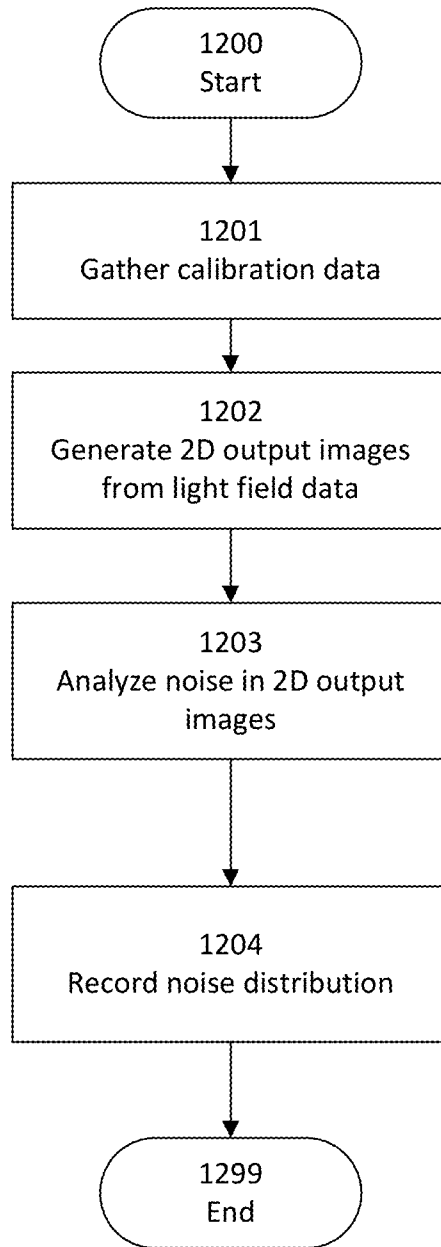 1200
Start
1201
Gather calibration data
1202
Generate 2D output images
from light field data
1203
Analyze noise in 2D output
images
1204
Record noise distribution
1299
End